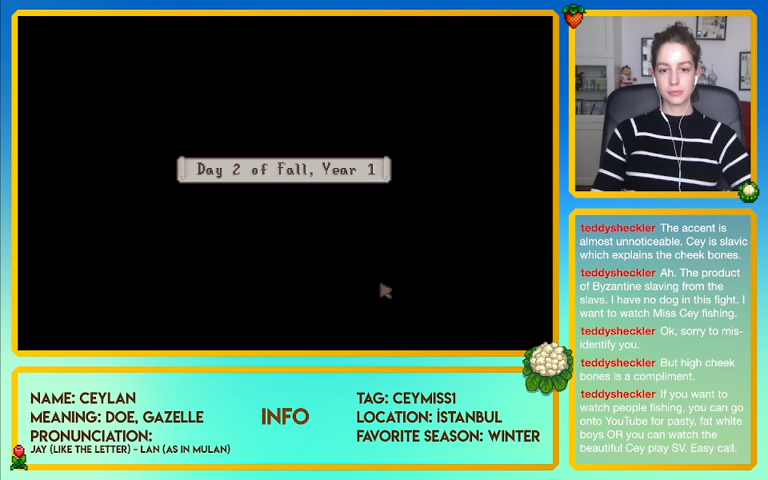 Day 2 of Fall, Year 1
teddysheckler The accent is
almost unnoticeable. Cey is slavic
which explains the cheek bones.
teddysheckler Ah. The product
of Byzantine slaving from the
slavs. I have no dog in this fight. I
want to watch Miss Cey fishing.
teddysheckler Ok, sorry to mis-
identify you.
teddysheckler But high cheek
bones is a compliment.
teddysheckler If you want to
watch people fishing, you can go
onto YouTube for pasty, fat white
boys OR you can watch the
beautiful Cey play SV. Easy call.
NAME: CEYLAN
MEANING: DOE, GAZELLE
PRONUNCIATION:
JAY (LIKE THE LETTER) - LAN (AS IN MULAN)
INFO
TAG: CEYMISS1
LOCATION: İSTANBUL
FAVORITE SEASON: WINTER